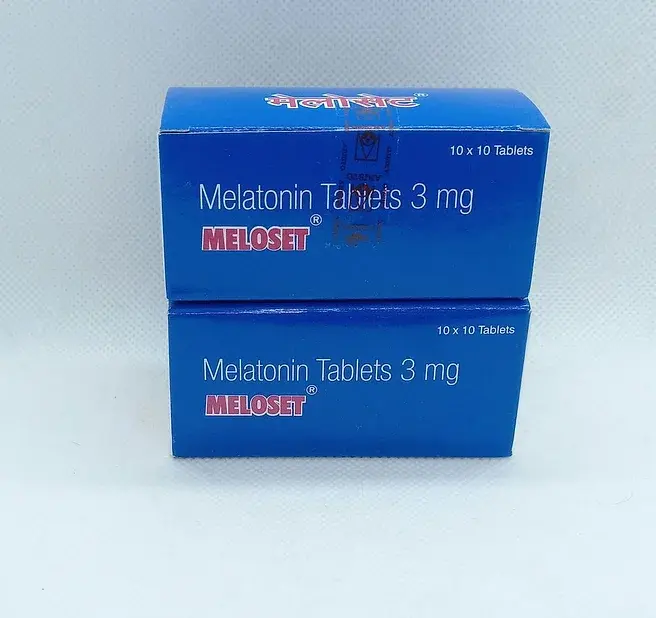 मेलोसेट®
10 x 10 Tablets
Melatonin Tablets 3 mg
MELOSET®
10 x 10 Tablets
Melatonin Tablets 3 mg
MELOSET®